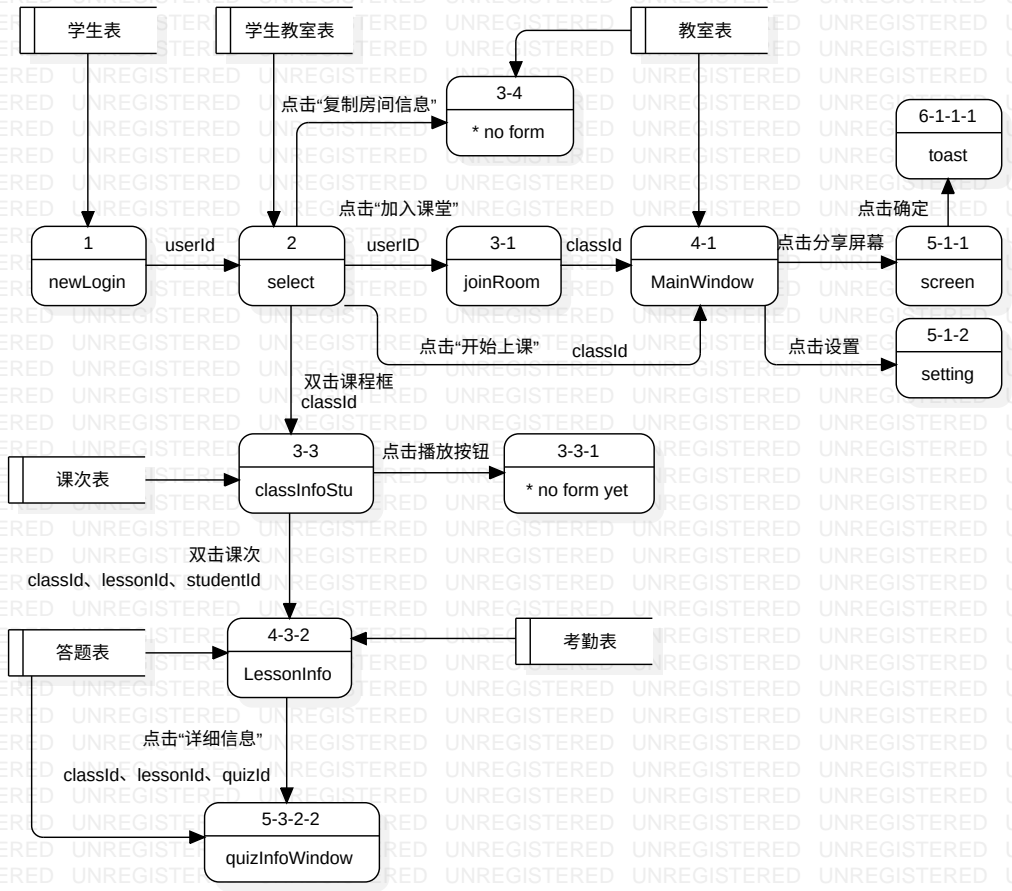 学生表
学生教室表
教室表
3-4
* no form
点击“复制房间信息”
6-1-1-1
toast
点击“加入课堂”
点击确定
1
newLogin
userId
2
select
userID
3-1
joinRoom
classId
4-1
MainWindow
点击分享屏幕
5-1-1
screen
点击“开始上课”
classId
点击设置
5-1-2
setting
双击课程框
classId
课次表
3-3
classInfoStu
点击播放按钮
3-3-1
* no form yet
双击课次
classId、lessonId、studentId
答题表
4-3-2
LessonInfo
考勤表
点击“详细信息”
classId、lessonId、quizId
5-3-2-2
quizInfoWindow
UNREGISTERED